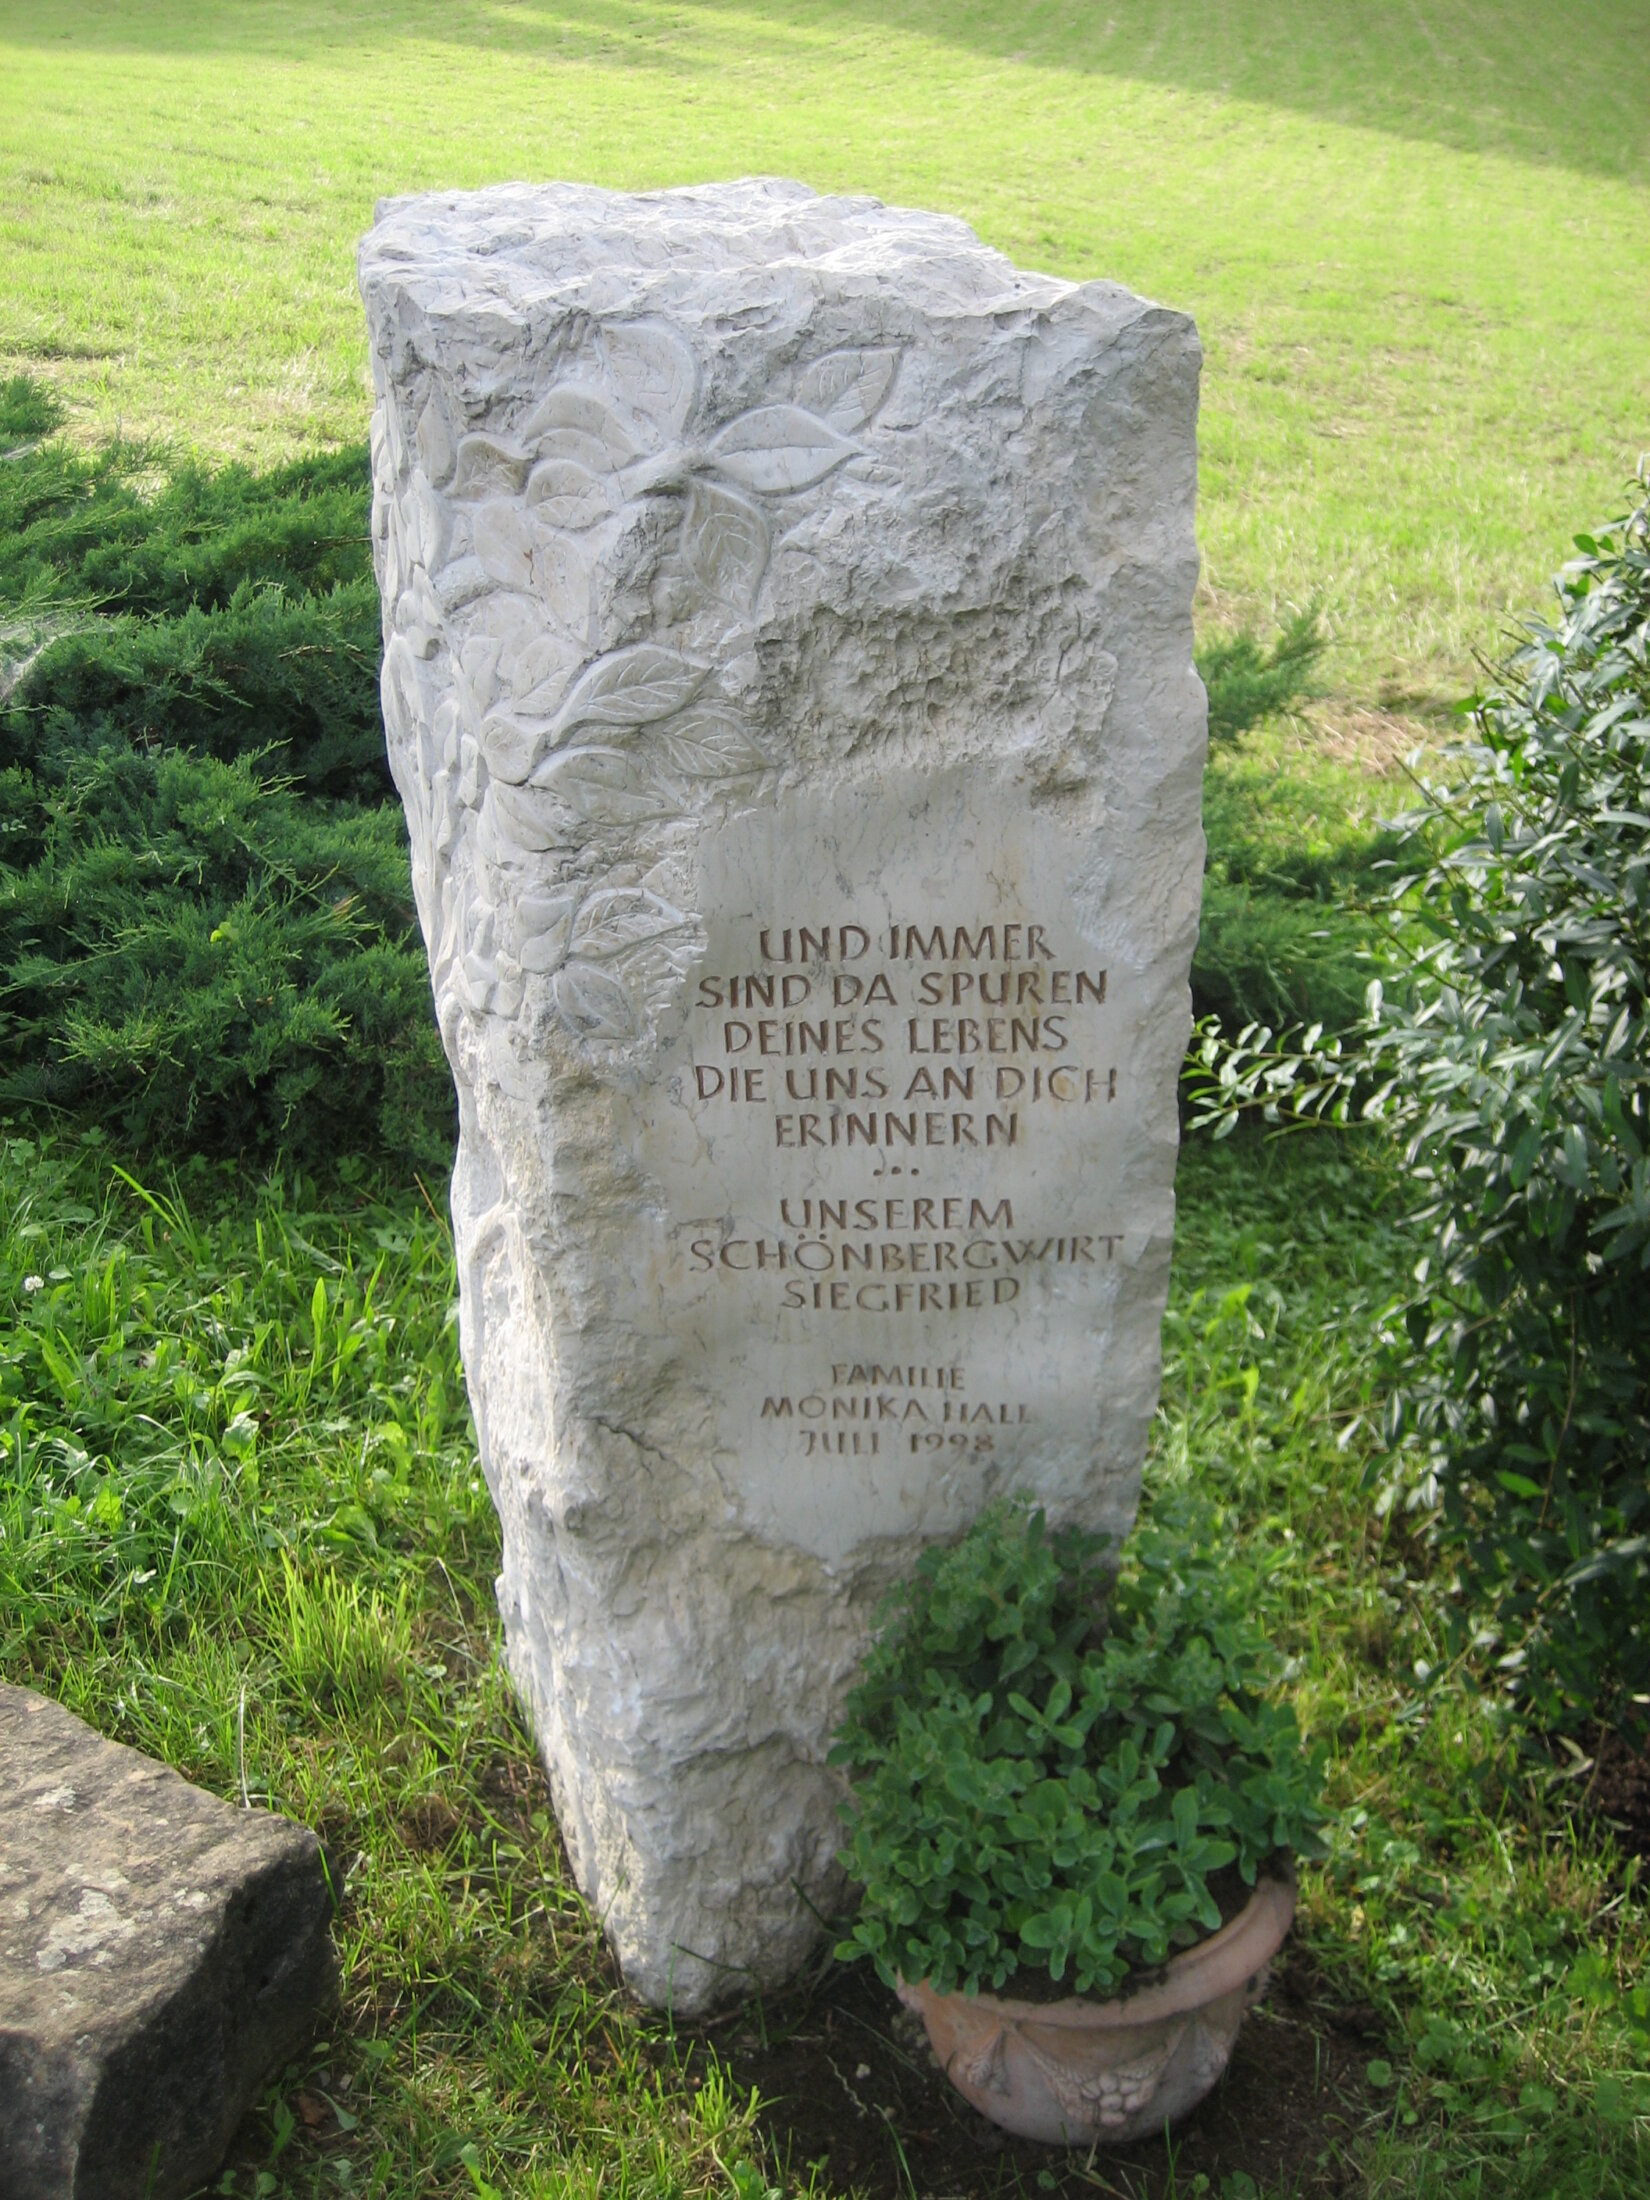 UND IMMER
SIND DA SPUREN
DEINES LEBENS
DIE UNS AN DICH
ERINNERN
...
UNSEREM
SCHÖNBERGWIRT
SIEGFRIED
FAMILIE
MONIKA HALL
JULI 1998